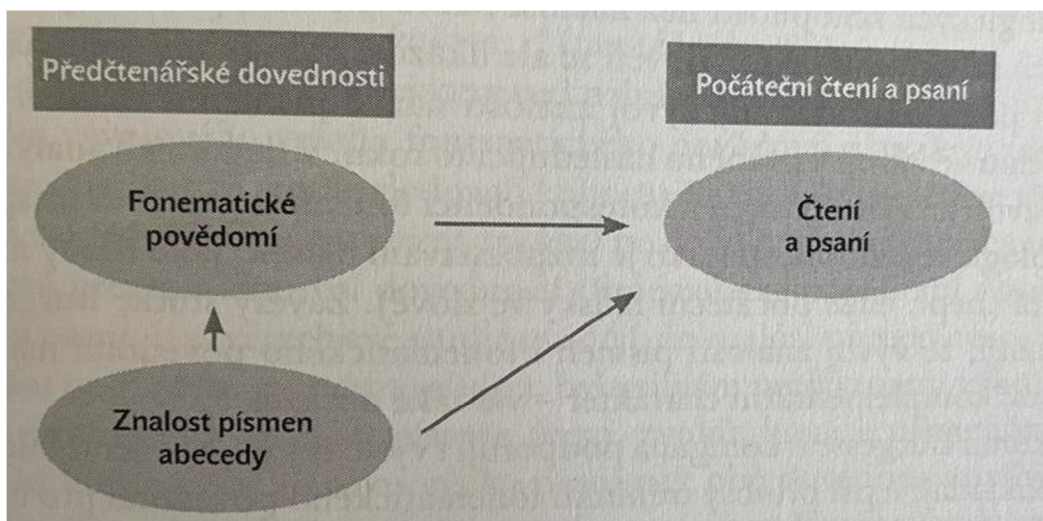 Předčtenářské dovednosti
Počáteční čtení a psaní
Fonematické
povědomí
Čtení
a psaní
Znalost písmen
abecedy